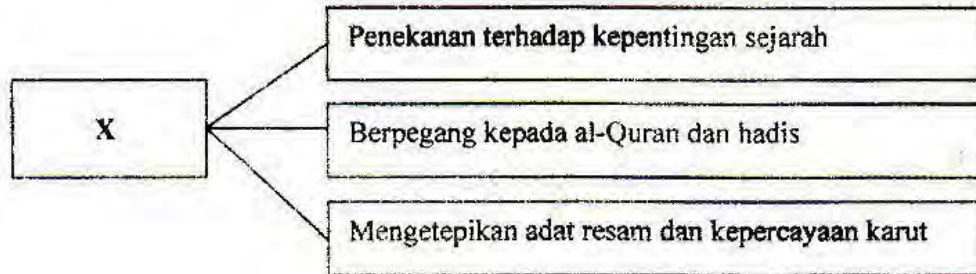 X
Penekanan terhadap kepentingan sejarah
Berpegang kepada al-Quran dan hadis
Mengetepikan adat resam dan kepercayaan karut